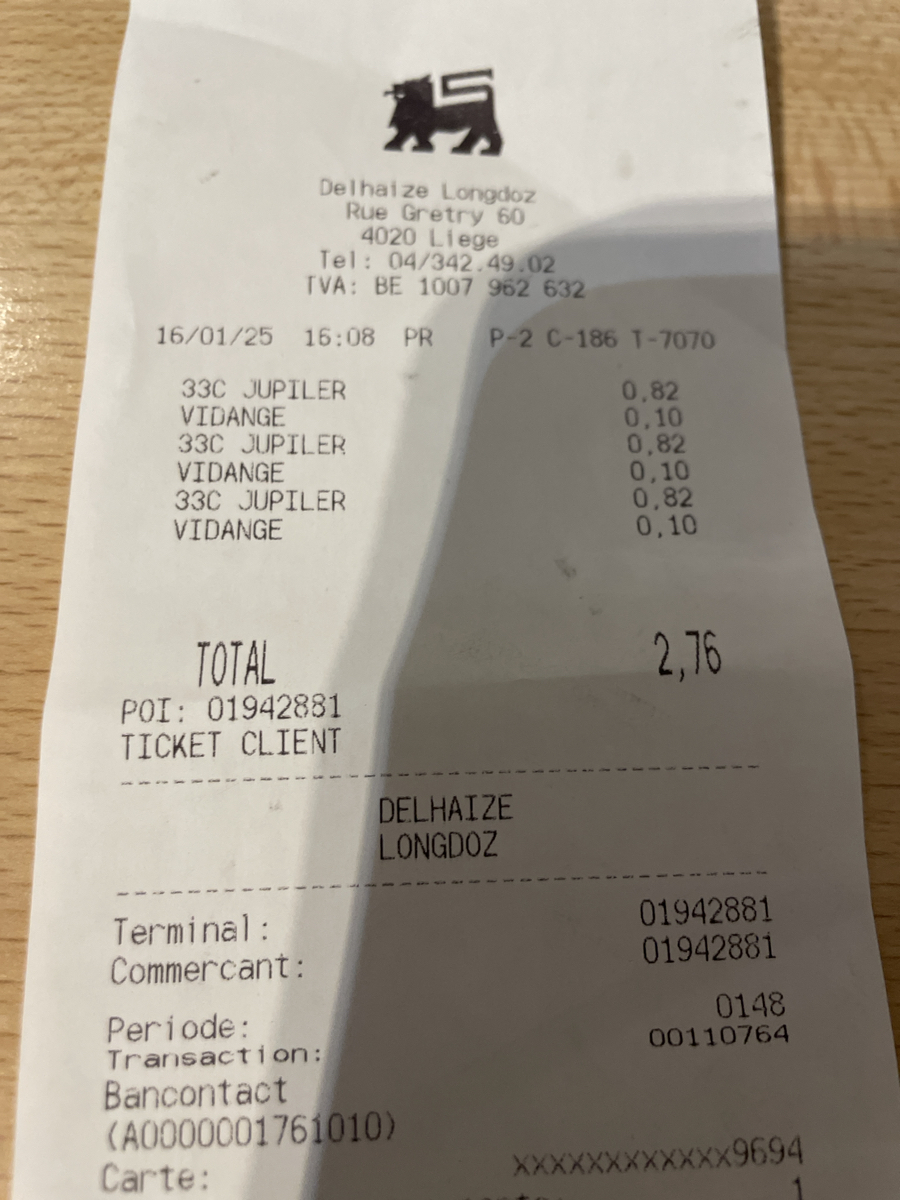 Delhaize Longdoz
Rue Gretry 60
4020 Liege
Tel: 04/342.49.02
TVA: BE 1007 962 632
16/01/25 16:08 PR P-2 C-186 T-7070
33C JUPILER 0,82
VIDANGE 0,10
33C JUPILER 0,82
VIDANGE 0,10
33C JUPILER 0,82
VIDANGE 0,10
TOTAL 2,76
POI: 01942881
TICKET CLIENT
DELHAIZE
LONGDOZ
Terminal: 01942881
Commercant: 01942881
Periode: 0148
Transaction: 00110764
Bancontact
(A0000001761010)
Carte: xxxxxxxxxxxxx9694
1